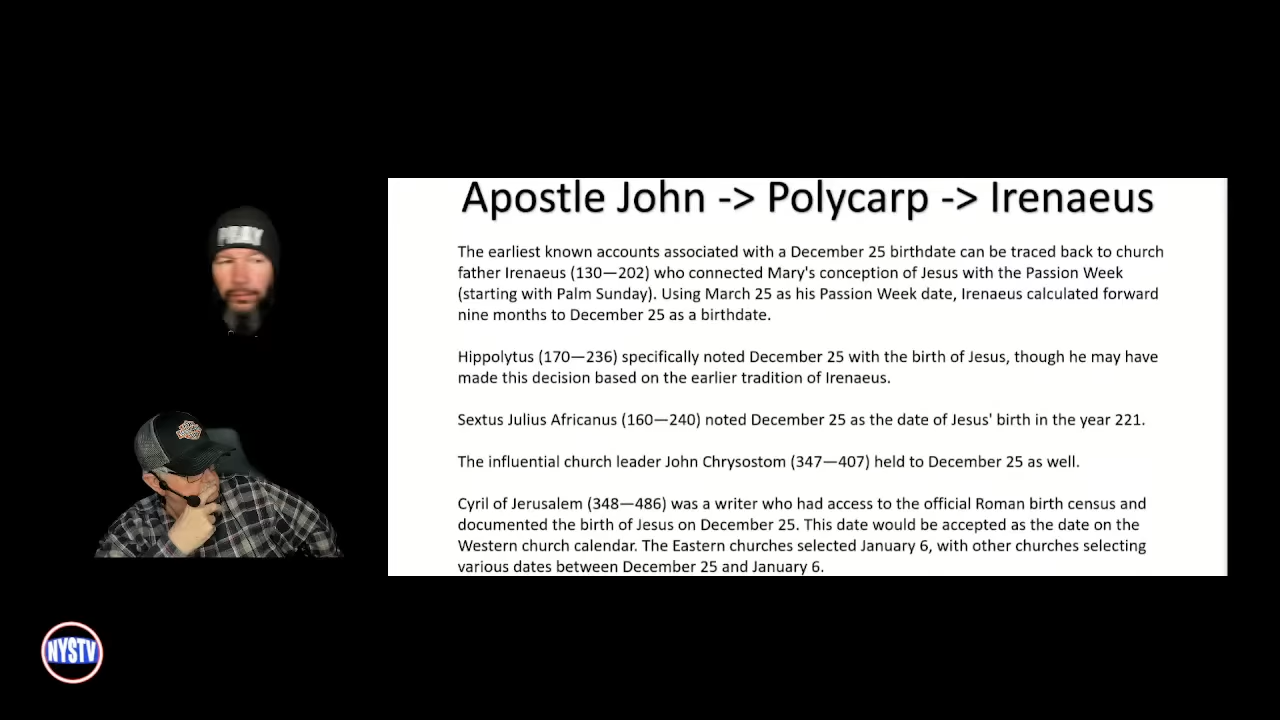 Apostle John -> Polycarp -> Irenaeus
The earliest known accounts associated with a December 25 birthdate can be traced back to church
father Irenaeus (130—202) who connected Mary's conception of Jesus with the Passion Week
(starting with Palm Sunday). Using March 25 as his Passion Week date, Irenaeus calculated forward
nine months to December 25 as a birthdate.
Hippolytus (170—236) specifically noted December 25 with the birth of Jesus, though he may have
made this decision based on the earlier tradition of Irenaeus.
Sextus Julius Africanus (160—240) noted December 25 as the date of Jesus' birth in the year 221.
The influential church leader John Chrysostom (347—407) held to December 25 as well.
Cyril of Jerusalem (348—486) was a writer who had access to the official Roman birth census and
documented the birth of Jesus on December 25. This date would be accepted as the date on the
Western church calendar. The Eastern churches selected January 6, with other churches selecting
various dates between December 25 and January 6.
NYSTV